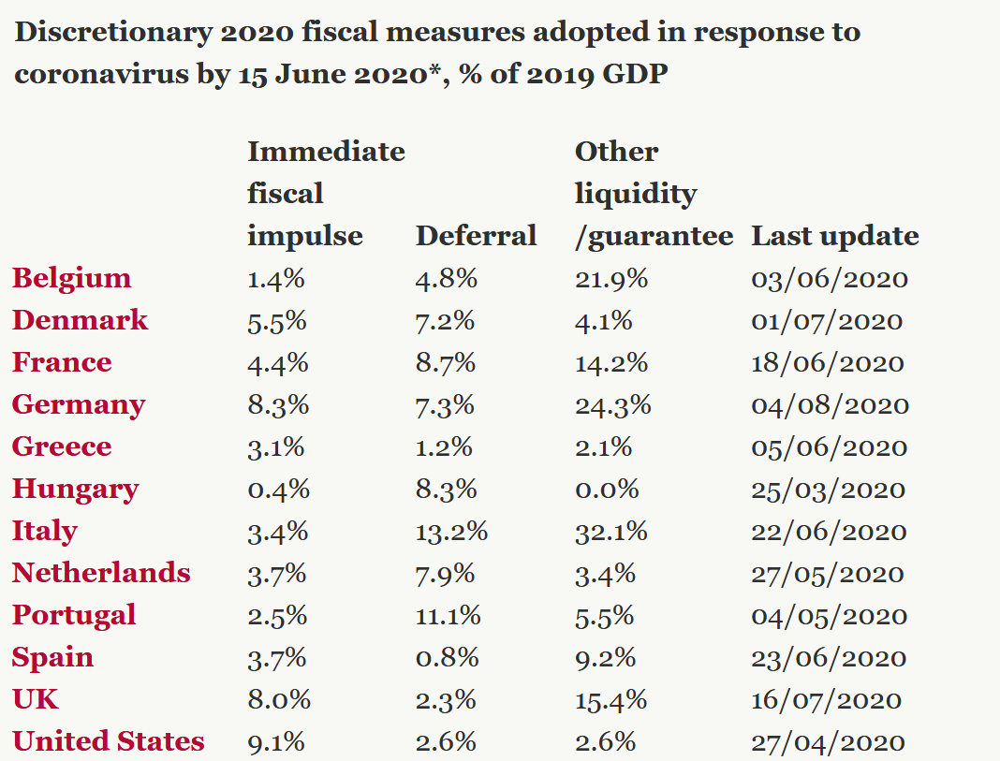 Discretionary 2020 fiscal measures adopted in response to
coronavirus by 15 June 2020*, % of 2019 GDP
Immediate Other
fiscal liquidity
impulse Deferral /guarantee Last update
Belgium 1.4% 4.8% 21.9% 03/06/2020
Denmark 5.5% 7.2% 4.1% 01/07/2020
France 4.4% 8.7% 14.2% 18/06/2020
Germany 8.3% 7.3% 24.3% 04/08/2020
Greece 3.1% 1.2% 2.1% 05/06/2020
Hungary 0.4% 8.3% 0.0% 25/03/2020
Italy 3.4% 13.2% 32.1% 22/06/2020
Netherlands 3.7% 7.9% 3.4% 27/05/2020
Portugal 2.5% 11.1% 5.5% 04/05/2020
Spain 3.7% 0.8% 9.2% 23/06/2020
UK 8.0% 2.3% 15.4% 16/07/2020
United States 9.1% 2.6% 2.6% 27/04/2020